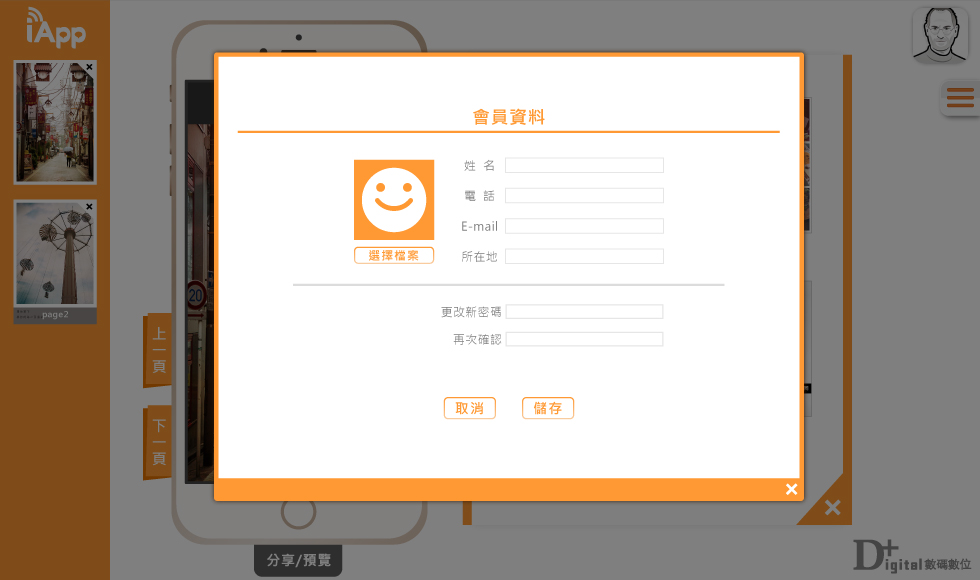 iApp
page2
上一頁
下一頁
20
會員資料
姓 名
電 話
E-mail
所在地
選擇檔案
更改新密碼
再次確認
取消
儲存
分享/預覽
D+igital 數碼數位